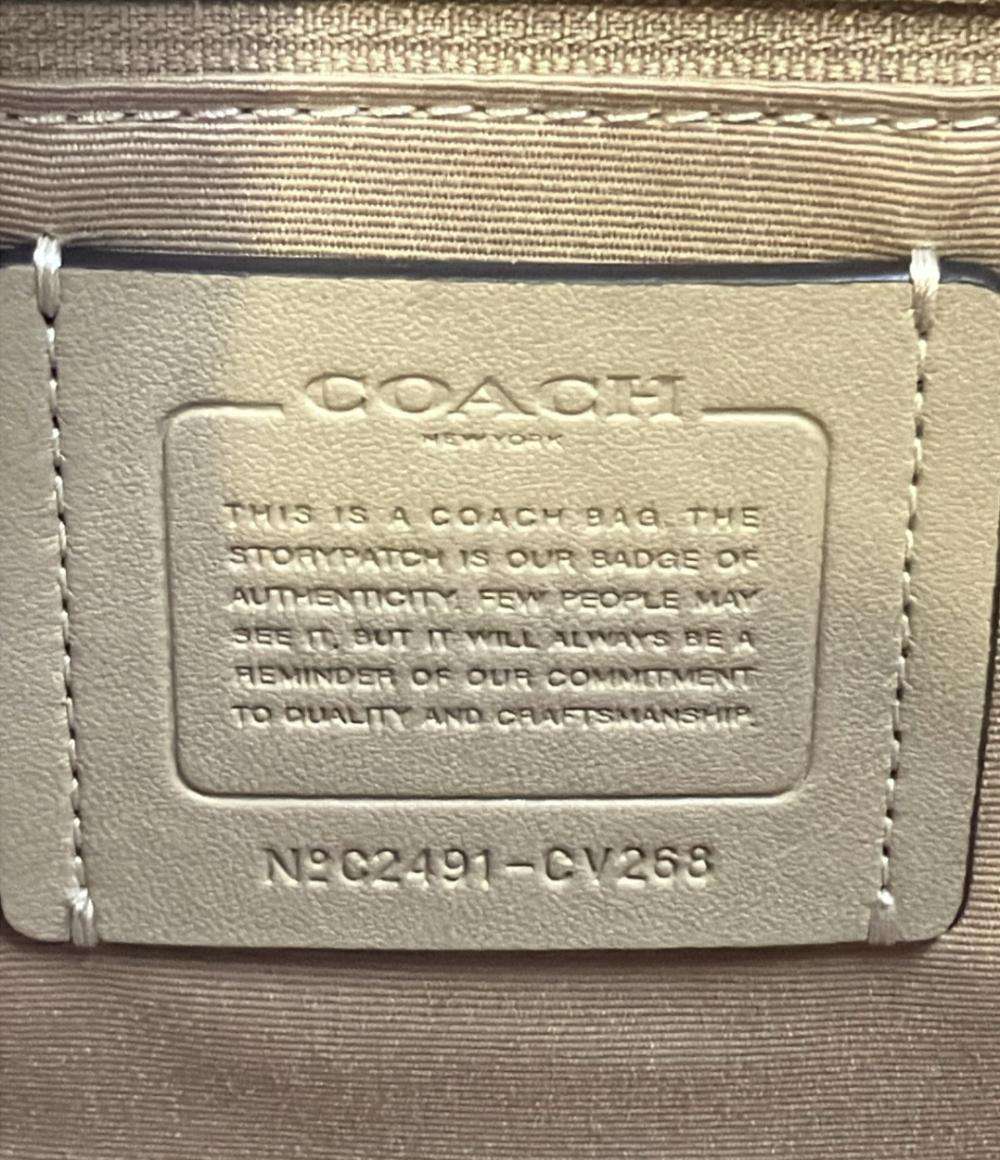 COACH
NEW YORK
THIS IS A COACH BAG. THE
STORYPATCH IS OUR BADGE OF
AUTHENTICITY. FEW PEOPLE MAY
SEE IT, BUT IT WILL ALWAYS BE A
REMINDER OF OUR COMMITMENT
TO QUALITY AND CRAFTSMANSHIP.
NºC2491-CV268